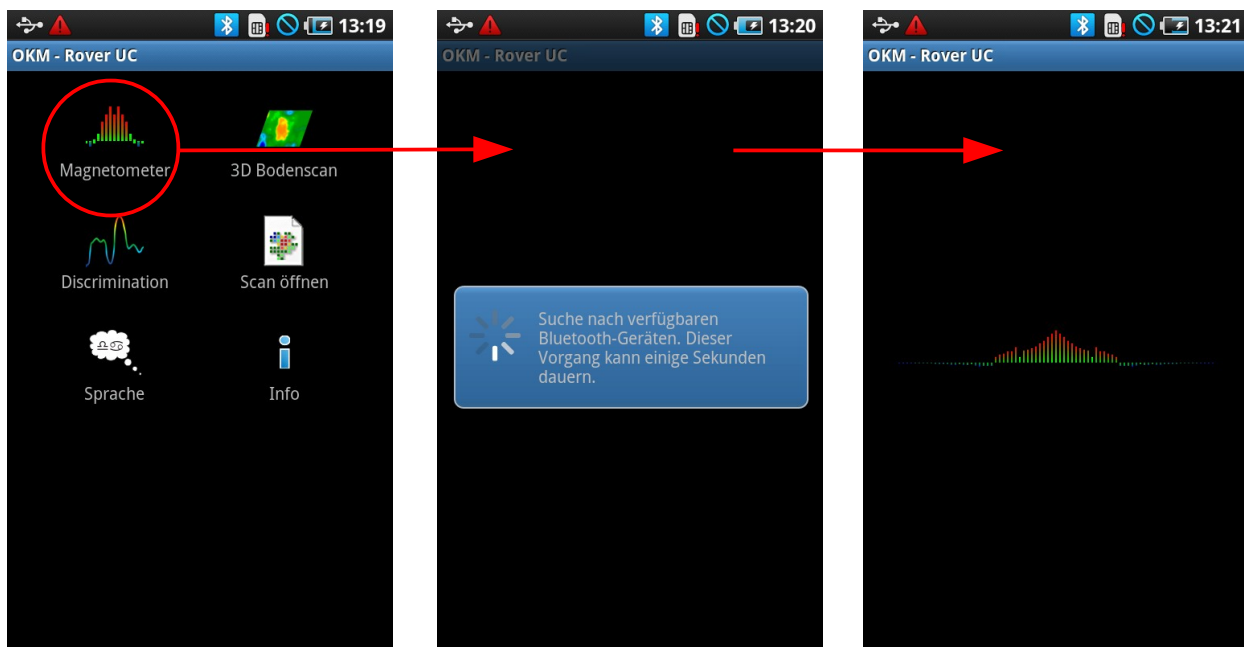 13:19
OKM - Rover UC
Magnetometer
3D Bodenscan
Discrimination
Scan öffnen
Sprache
Info
13:20
OKM - Rover UC
Suche nach verfügbaren
Bluetooth-Geräten. Dieser
Vorgang kann einige Sekunden
dauern.
13:21
OKM - Rover UC